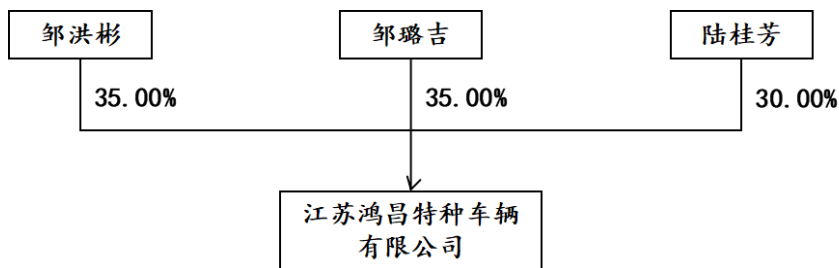 邹洪彬
邹璐吉
陆桂芳
35.00%
35.00%
30.00%
江苏鸿昌特种车辆
有限公司